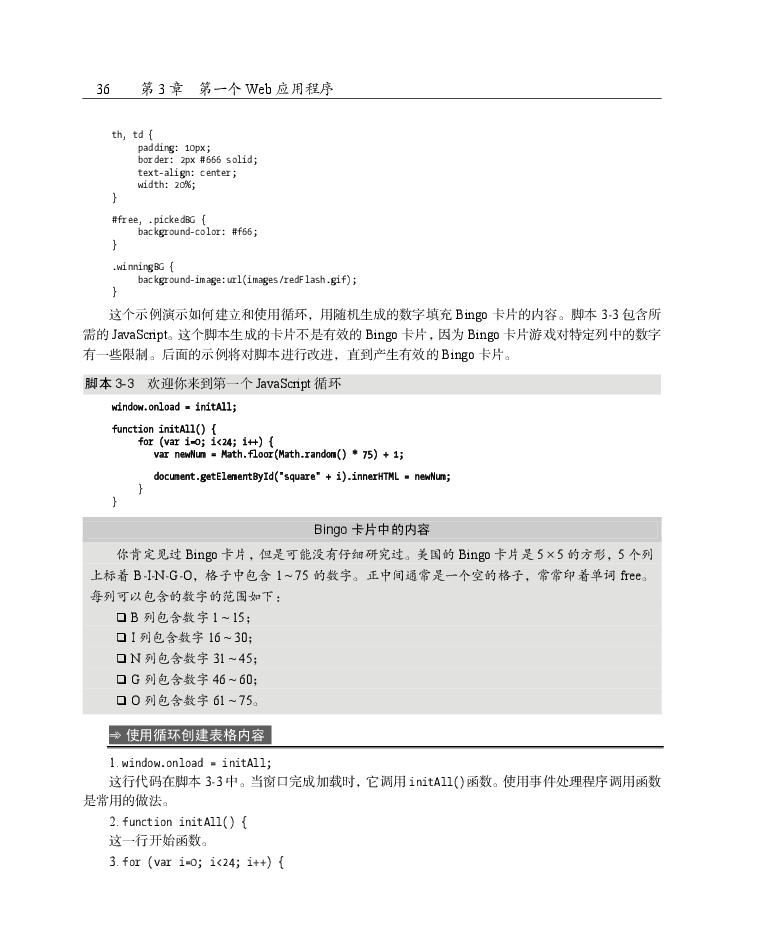 36 第 3 章 第一个 Web 应用程序
th, td {
padding: 10px;
border: 2px #666 solid;
text-align: center;
width: 20%;
}
#free, .pickedBG {
background-color: #f66;
}
.winningBG {
background-image:url(images/redFlash.gif);
}
这个示例演示如何建立和使用循环，用随机生成的数字填充 Bingo 卡片的内容。脚本 3-3 包含所
需的 JavaScript。这个脚本生成的卡片不是有效的 Bingo 卡片，因为 Bingo 卡片游戏对特定列中的数字
有一些限制。后面的示例将对脚本进行改进，直到产生有效的 Bingo 卡片。
脚本 3-3 欢迎你来到第一个 JavaScript 循环
window.onload = initAll;
function initAll() {
for (var i=0; i<24; i++) {
var newNum = Math.floor(Math.random() * 75) + 1;
document.getElementById("square" + i).innerHTML = newNum;
}
}
Bingo 卡片中的内容
你肯定见过 Bingo 卡片，但是可能没有仔细研究过。美国的 Bingo 卡片是 5×5 的方形，5 个列
上标着 B-I-N-G-O，格子中包含 1～75 的数字。正中间通常是一个空的格子，常常印着单词 free。
每列可以包含的数字的范围如下：
❑ B 列包含数字 1～15；
❑ I 列包含数字 16～30；
❑ N 列包含数字 31～45；
❑ G 列包含数字 46～60；
❑ O 列包含数字 61～75。
使用循环创建表格内容
1. window.onload = initAll;
这行代码在脚本 3-3 中。当窗口完成加载时，它调用 initAll()函数。使用事件处理程序调用函数
是常用的做法。
2. function initAll() {
这一行开始函数。
3. for (var i=0; i<24; i++) {